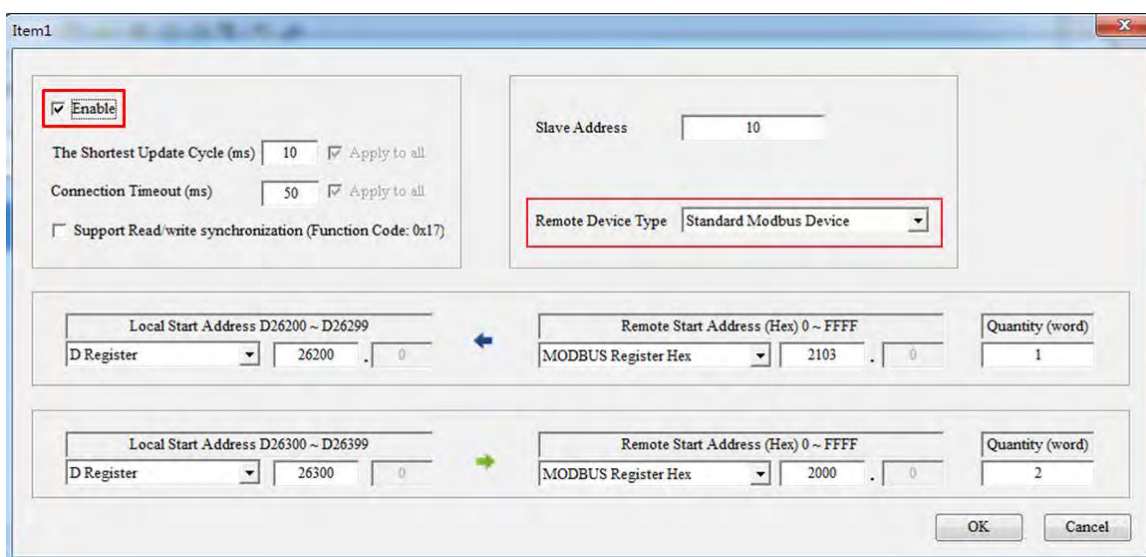 Item1
Enable
The Shortest Update Cycle (ms) 10 Apply to all
Connection Timeout (ms) 50 Apply to all
Support Read/write synchronization (Function Code: 0x17)
Slave Address 10
Remote Device Type Standard Modbus Device
Local Start Address D26200 ~ D26299 Remote Start Address (Hex) 0 ~ FFFF Quantity (word)
D Register 26200 . 0 MODBUS Register Hex 2103 . 0 1
Local Start Address D26300 ~ D26399 Remote Start Address (Hex) 0 ~ FFFF Quantity (word)
D Register 26300 0 MODBUS Register Hex 2000 . 0 2
OK Cancel